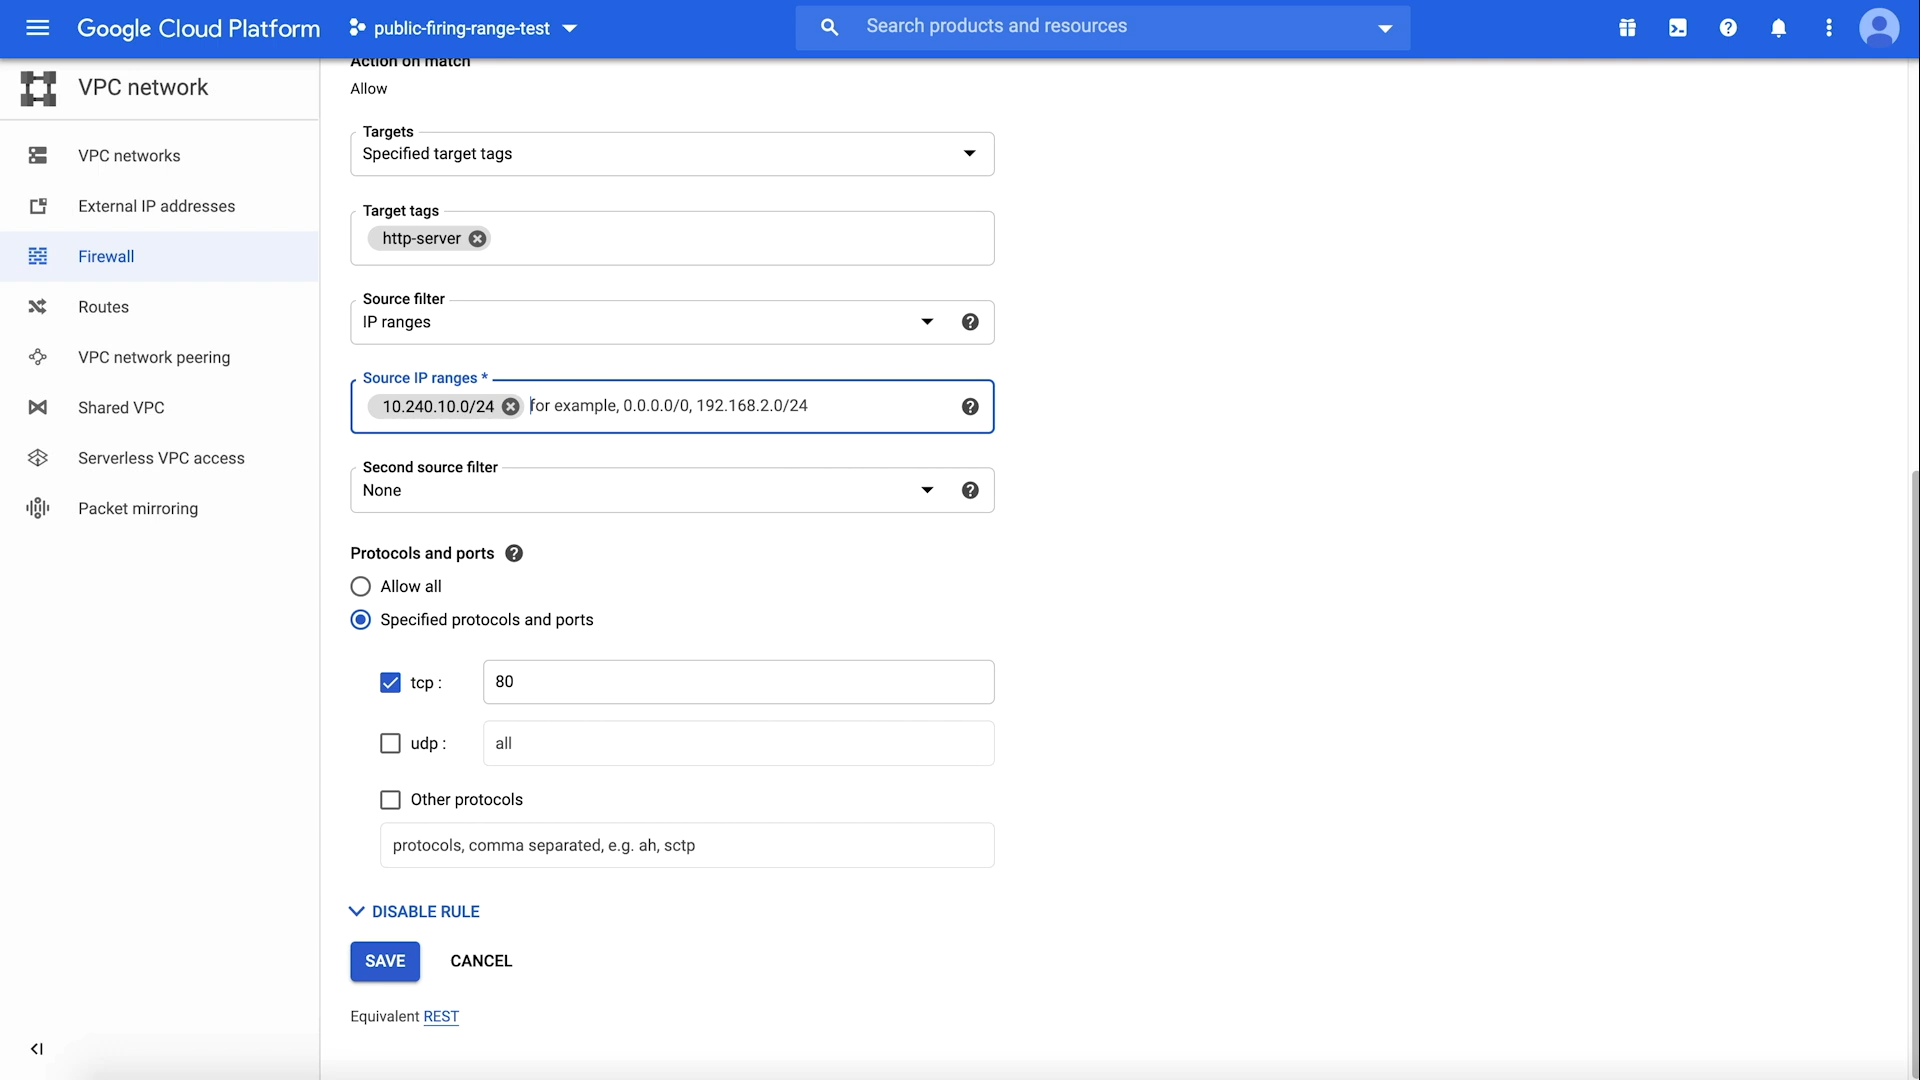 Google Cloud Platform
public-firing-range-test
Search products and resources
VPC network
VPC networks
External IP addresses
Firewall
Routes
VPC network peering
Shared VPC
Serverless VPC access
Packet mirroring
Action on match
Allow
Targets
Specified target tags
Target tags
http-server
Source filter
IP ranges
Source IP ranges *
10.240.10.0/24 for example, 0.0.0.0/0, 192.168.2.0/24
Second source filter
None
Protocols and ports
Allow all
Specified protocols and ports
tcp : 80
udp : all
Other protocols
protocols, comma separated, e.g. ah, sctp
DISABLE RULE
SAVE CANCEL
Equivalent REST